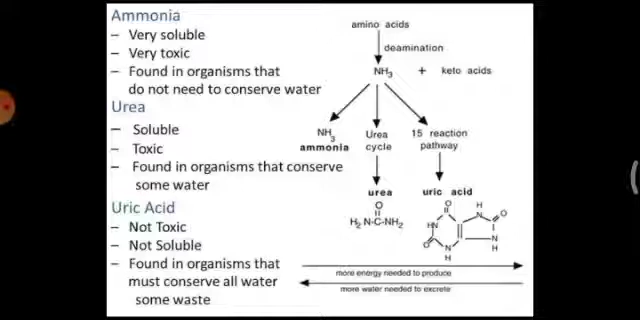 Ammonia
– Very soluble
– Very toxic
– Found in organisms that
do not need to conserve water
Urea
– Soluble
– Toxic
– Found in organisms that conserve
some water
Uric Acid
– Not Toxic
– Not Soluble
– Found in organisms that
must conserve all water
some waste
amino acids
deamination
NH₃ + keto acids
NH₃ Urea 15 reaction
ammonia cycle pathway
urea uric acid
O
H₂ N-C-NH₂
O H
N O
HN
O N N
H H
more energy needed to produce
more water needed to excrete